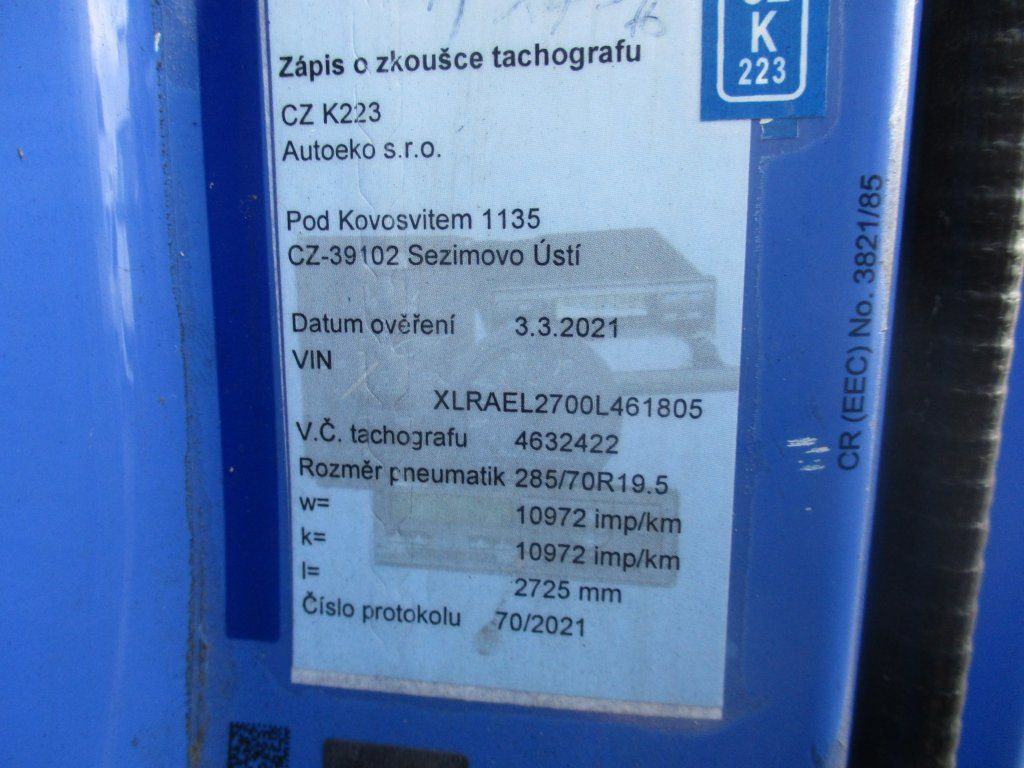 K
223
Zápis o zkoušce tachografu
CZ K223
Autoeko s.r.o.
Pod Kovosvitem 1135
CZ-39102 Sezimovo Ústí
Datum ověření 3.3.2021
VIN
XLRAEL2700L461805
V.Č. tachografu 4632422
Rozměr pneumatik 285/70R19.5
w= 10972 imp/km
k= 10972 imp/km
l= 2725 mm
Číslo protokolu 70/2021
CR (EEC) No. 3821/85